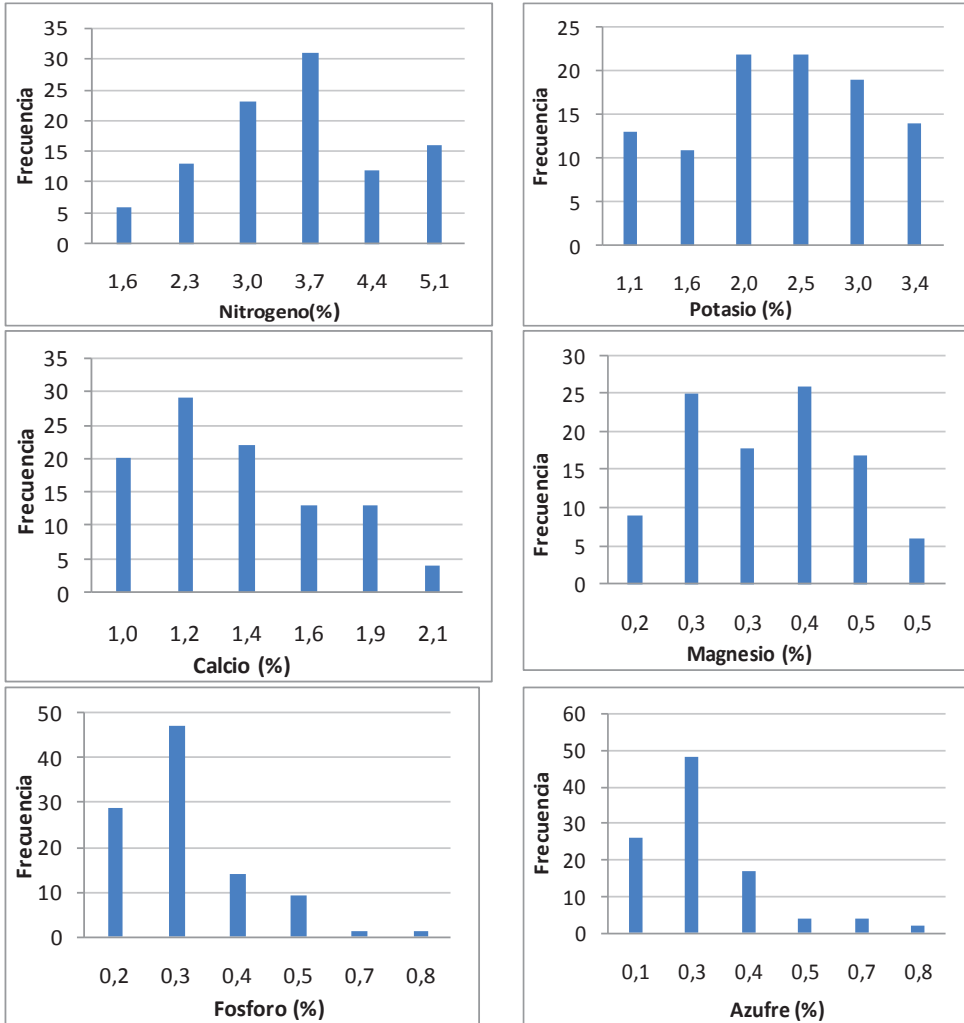 35
30
25
20
15
10
5
0
Frecuencia
1,6 2,3 3,0 3,7 4,4 5,1
Nitrogeno(%)
25
20
15
10
5
0
Frecuencia
1,1 1,6 2,0 2,5 3,0 3,4
Potasio (%)
35
30
25
20
15
10
5
0
Frecuencia
1,0 1,2 1,4 1,6 1,9 2,1
Calcio (%)
30
25
20
15
10
5
0
Frecuencia
0,2 0,3 0,3 0,4 0,5 0,5
Magnesio (%)
50
40
30
20
10
0
Frecuencia
0,2 0,3 0,4 0,5 0,7 0,8
Fosforo (%)
60
50
40
30
20
10
0
Frecuencia
0,1 0,3 0,4 0,5 0,7 0,8
Azufre (%)